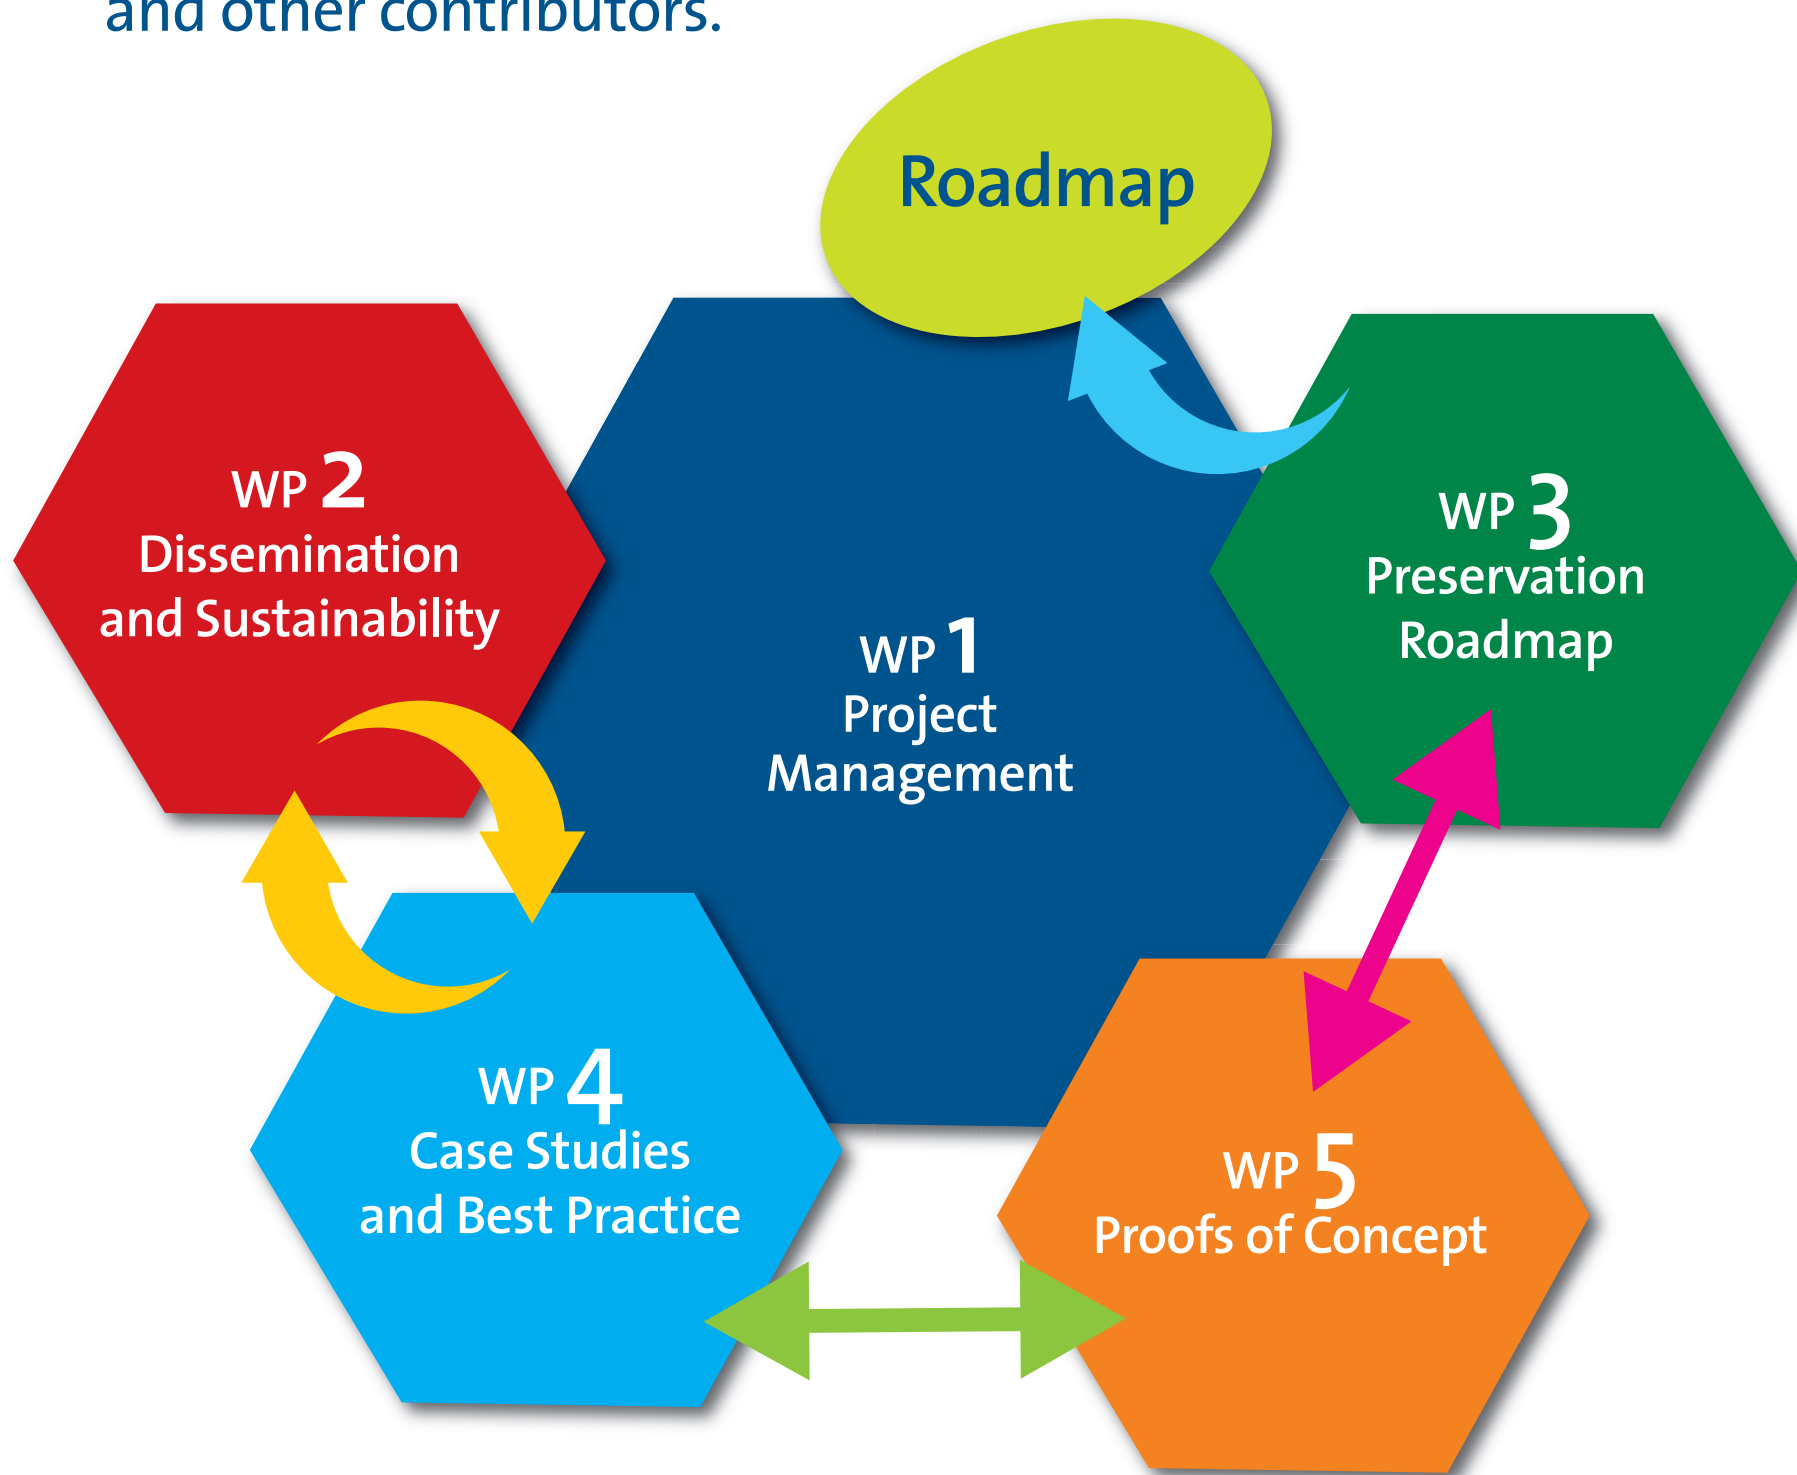 and other contributors.
Roadmap
WP 2
Dissemination
and Sustainability
WP 1
Project
Management
WP 3
Preservation
Roadmap
WP 4
Case Studies
and Best Practice
WP 5
Proofs of Concept